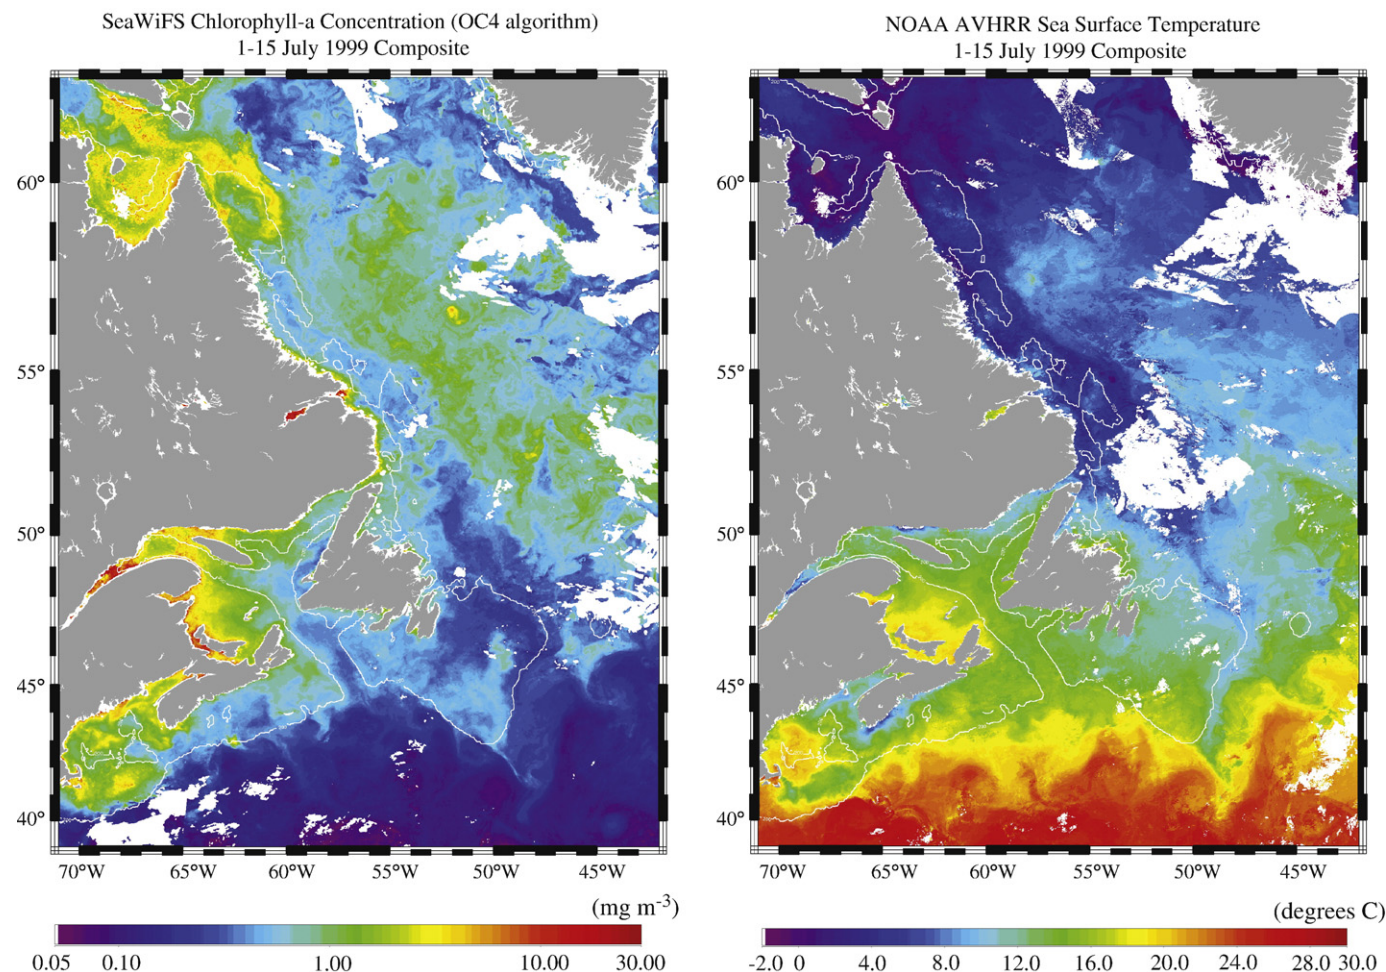 SeaWiFS Chlorophyll-a Concentration (OC4 algorithm)
1-15 July 1999 Composite
60°
55°
50°
45°
40°
70°W 65°W 60°W 55°W 50°W 45°W
(mg m-3)
0.05 0.10 1.00 10.00 30.00
NOAA AVHRR Sea Surface Temperature
1-15 July 1999 Composite
60°
55°
50°
45°
40°
70°W 65°W 60°W 55°W 50°W 45°W
(degrees C)
-2.0 0 4.0 8.0 12.0 16.0 20.0 24.0 28.0 30.0